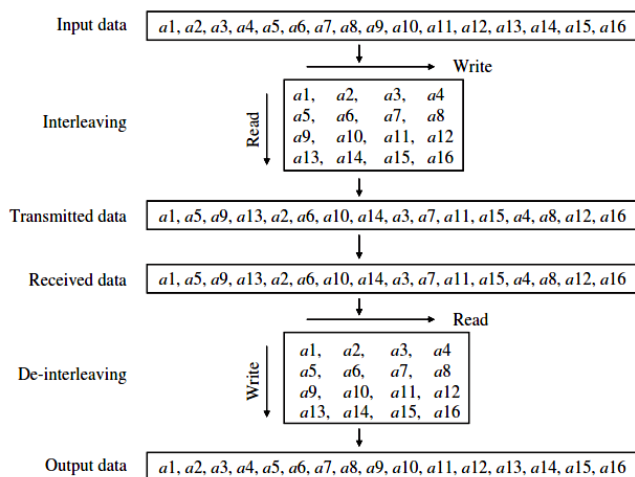 Input data a1, a2, a3, a4, a5, a6, a7, a8, a9, a10, a11, a12, a13, a14, a15, a16
Write
Interleaving
Read
a1, a2, a3, a4
a5, a6, a7, a8
a9, a10, a11, a12
a13, a14, a15, a16
Transmitted data a1, a5, a9, a13, a2, a6, a10, a14, a3, a7, a11, a15, a4, a8, a12, a16
Received data a1, a5, a9, a13, a2, a6, a10, a14, a3, a7, a11, a15, a4, a8, a12, a16
Read
De-interleaving
Write
a1, a2, a3, a4
a5, a6, a7, a8
a9, a10, a11, a12
a13, a14, a15, a16
Output data a1, a2, a3, a4, a5, a6, a7, a8, a9, a10, a11, a12, a13, a14, a15, a16